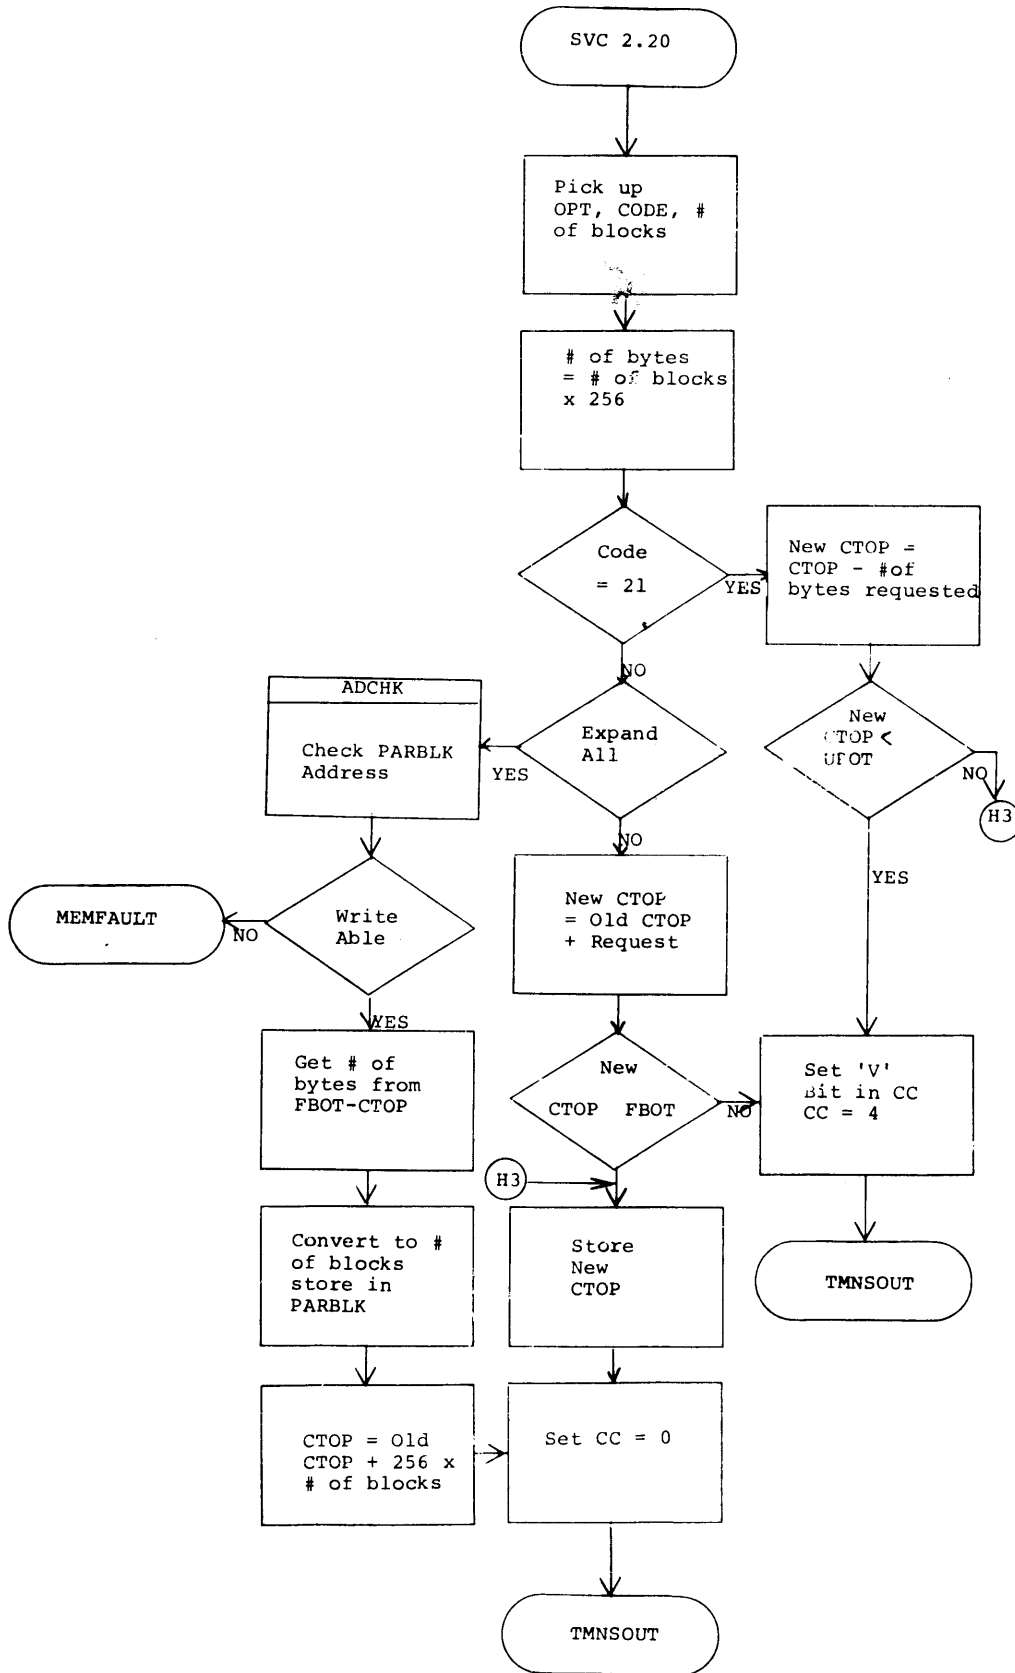 SVC 2.20
Pick up
OPT, CODE, #
of blocks
# of bytes
= # of blocks
x 256
Code
= 21
YES
New CTOP =
CTOP - #of
bytes requested
NO
ADCHK
Check PARBLK
Address
YES
Expand
All
New
CTOP <
NO
H3
NO
YES
New CTOP
= Old CTOP
+ Request
MEMFAULT
NO
Write
Able
YES
Get # of
bytes from
FBOT-CTOP
New
CTOP FBOT
NO
Set 'V'
Bit in CC
CC = 4
H3
Convert to #
of blocks
store in
PARBLK
Store
New
CTOP
TMNSOUT
CTOP = Old
CTOP + 256 x
# of blocks
Set CC = 0
TMNSOUT